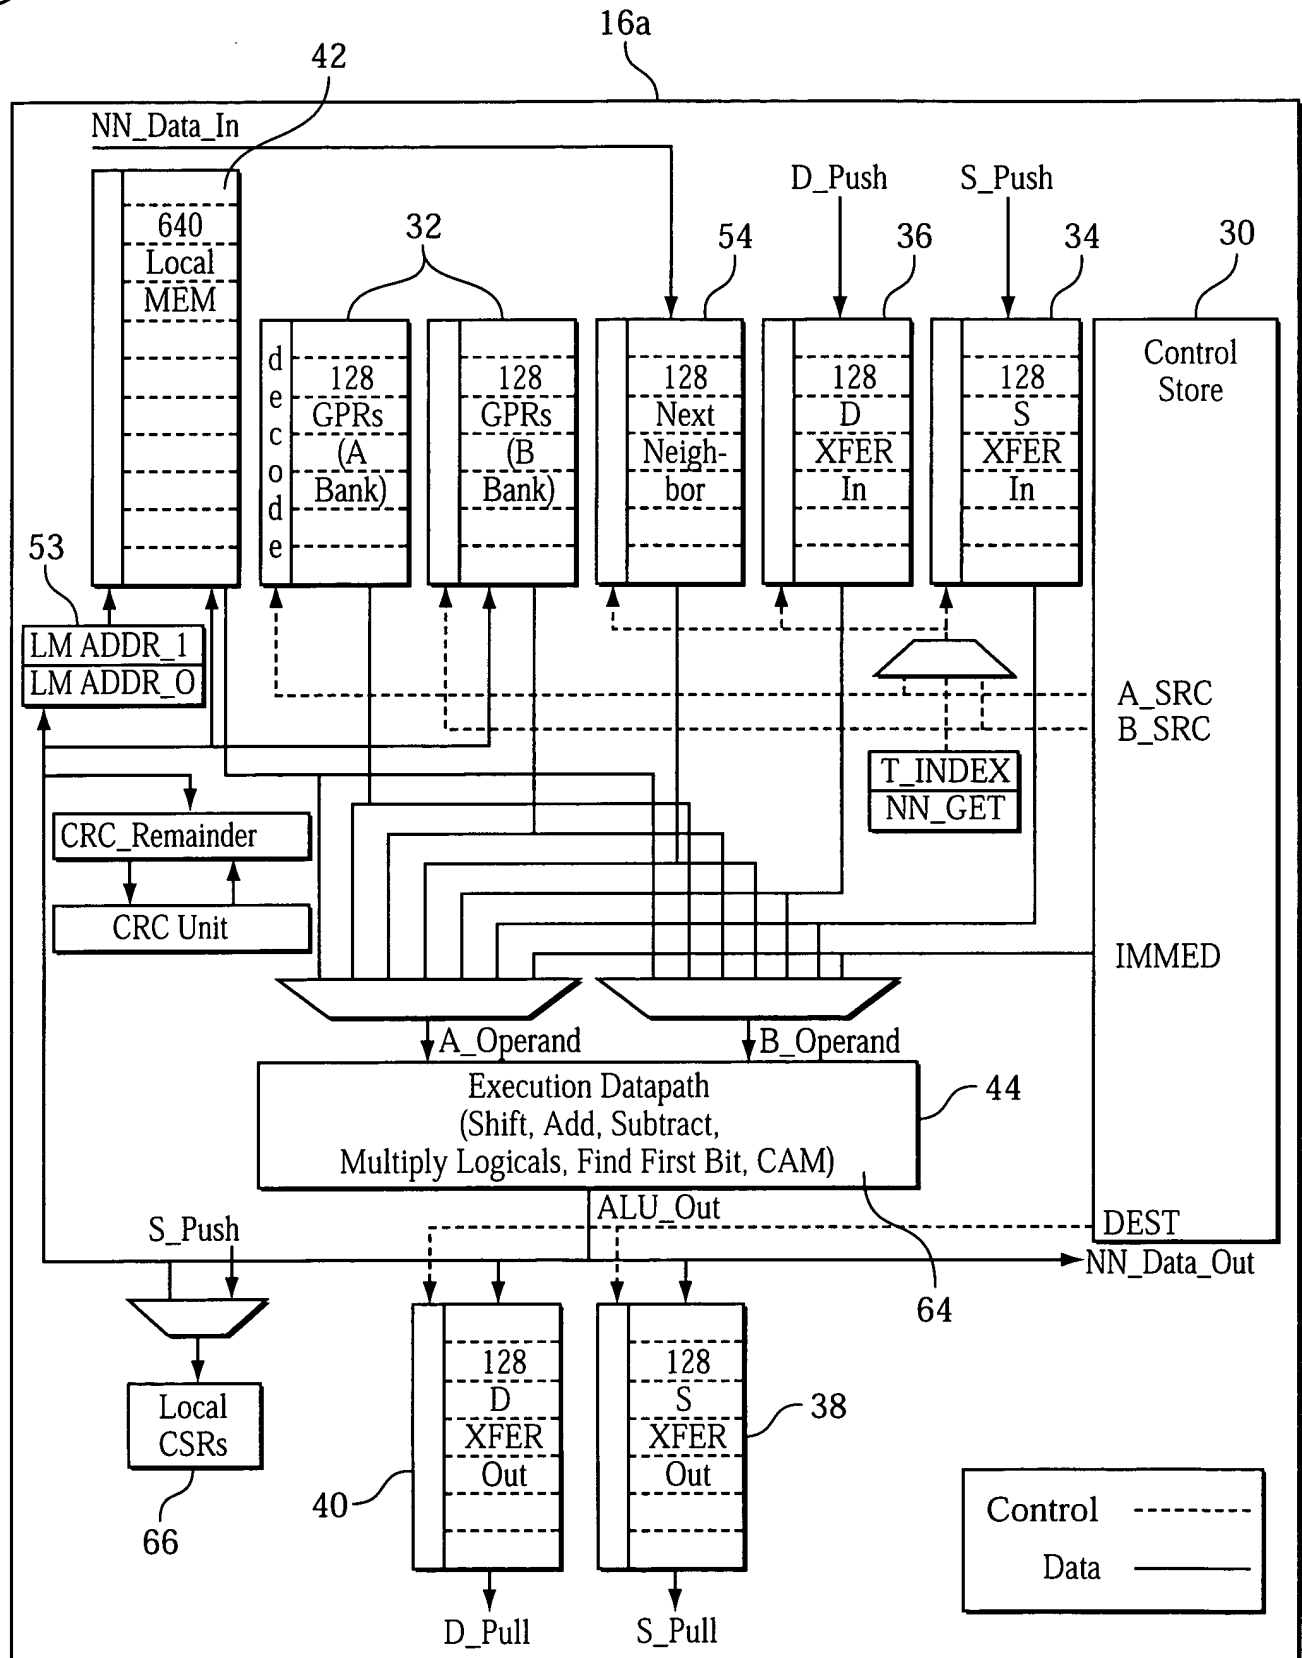 16a
42
NN_Data_In
D_Push
S_Push
640
Local
MEM
32
54
36
34
30
decode
128
GPRs
(A
Bank)
128
GPRs
(B
Bank)
128
Next
Neigh-
bor
128
D
XFER
In
128
S
XFER
In
Control
Store
53
LM ADDR_1
LM ADDR_0
A_SRC
B_SRC
T_INDEX
NN_GET
CRC_Remainder
CRC Unit
IMMED
A_Operand
B_Operand
Execution Datapath
(Shift, Add, Subtract,
Multiply Logicals, Find First Bit, CAM)
44
ALU_Out
DEST
S_Push
NN_Data_Out
64
128
D
XFER
Out
128
S
XFER
Out
38
Local
CSRs
40
66
Control
Data
D_Pull
S_Pull